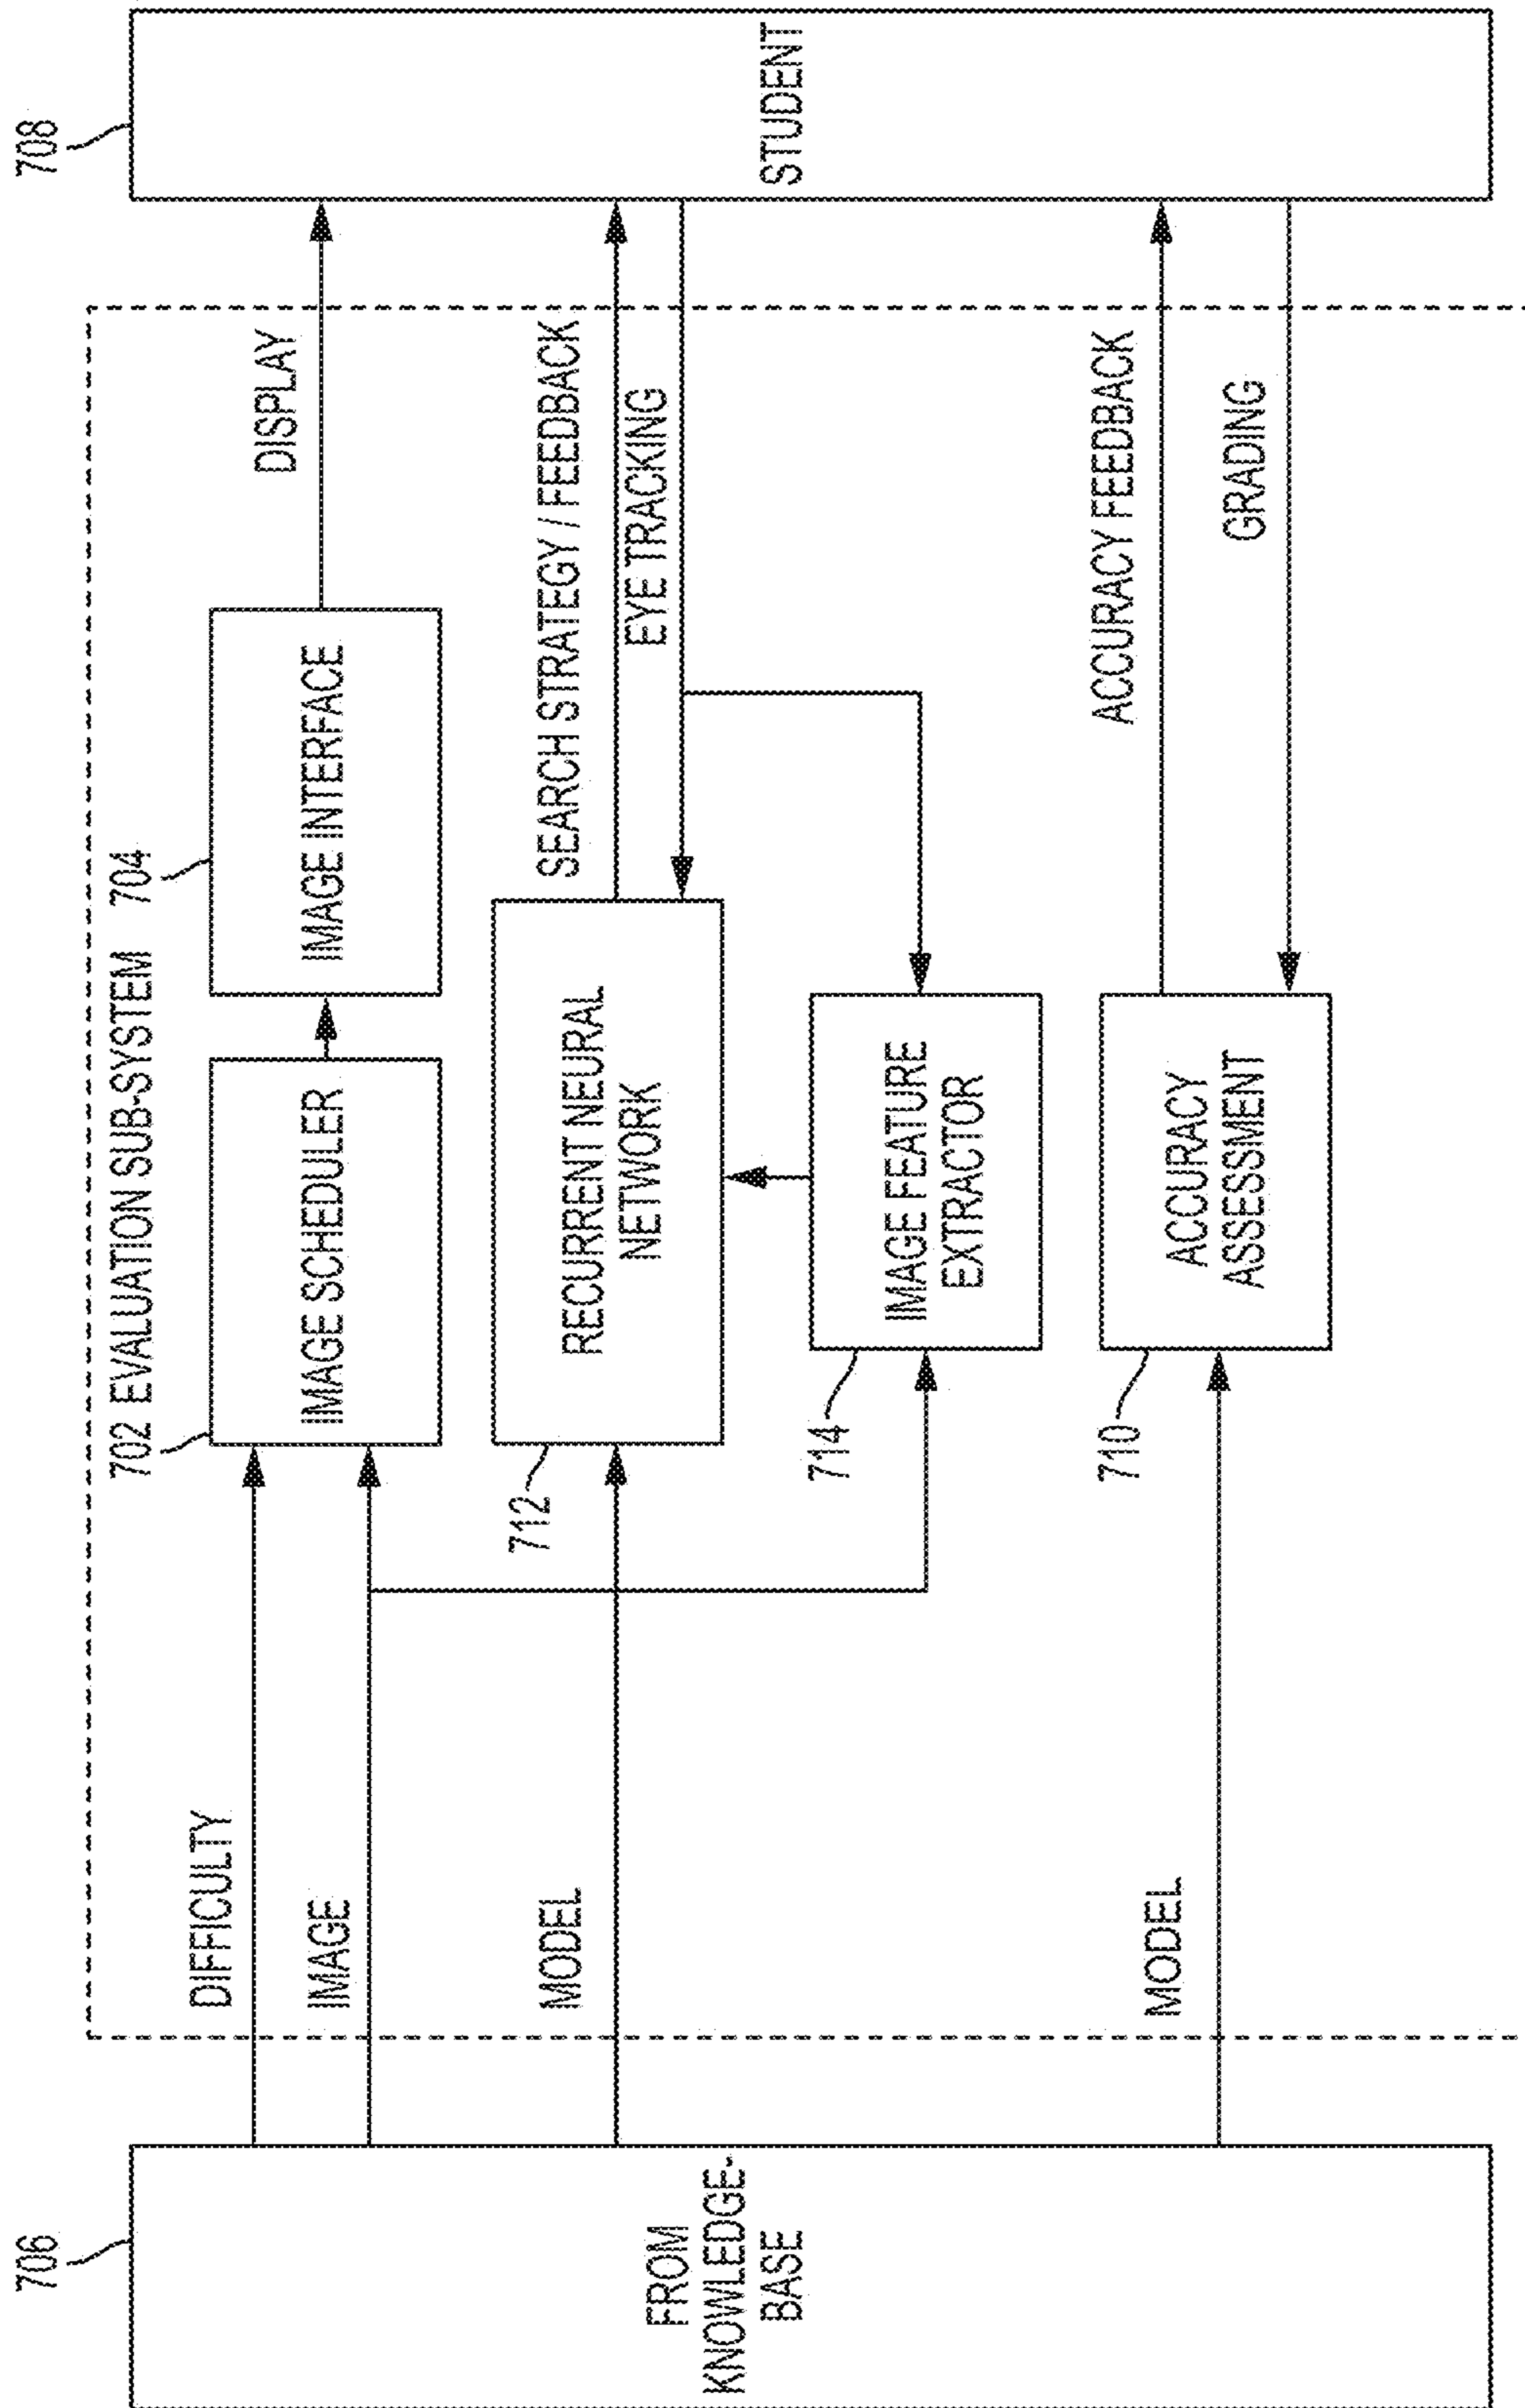 706
FROM
KNOWLEDGE-
BASE
DIFFICULTY
IMAGE
MODEL
MODEL
702 EVALUATION SUB-SYSTEM 704
IMAGE SCHEDULER
IMAGE INTERFACE
DISPLAY
712
RECURRENT NEURAL
NETWORK
SEARCH STRATEGY / FEEDBACK
EYE TRACKING
714
IMAGE FEATURE
EXTRACTOR
710
ACCURACY
ASSESSMENT
ACCURACY FEEDBACK
GRADING
708
STUDENT